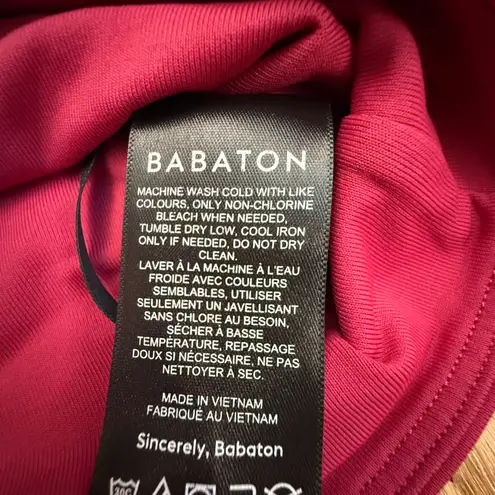 BABATON
MACHINE WASH COLD WITH LIKE
COLOURS, ONLY NON-CHLORINE
BLEACH WHEN NEEDED,
TUMBLE DRY LOW, COOL IRON
ONLY IF NEEDED, DO NOT DRY
CLEAN.
LAVER À LA MACHINE À L'EAU
FROIDE AVEC COULEURS
SEMBLABLES, UTILISER
SEULEMENT UN JAVELLISANT
SANS CHLORE AU BESOIN,
SÉCHER À BASSE
TEMPÉRATURE, REPASSAGE
DOUX SI NÉCESSAIRE, NE PAS
NETTOYER À SEC.
MADE IN VIETNAM
FABRIQUÉ AU VIETNAM
Sincerely, Babaton
30C